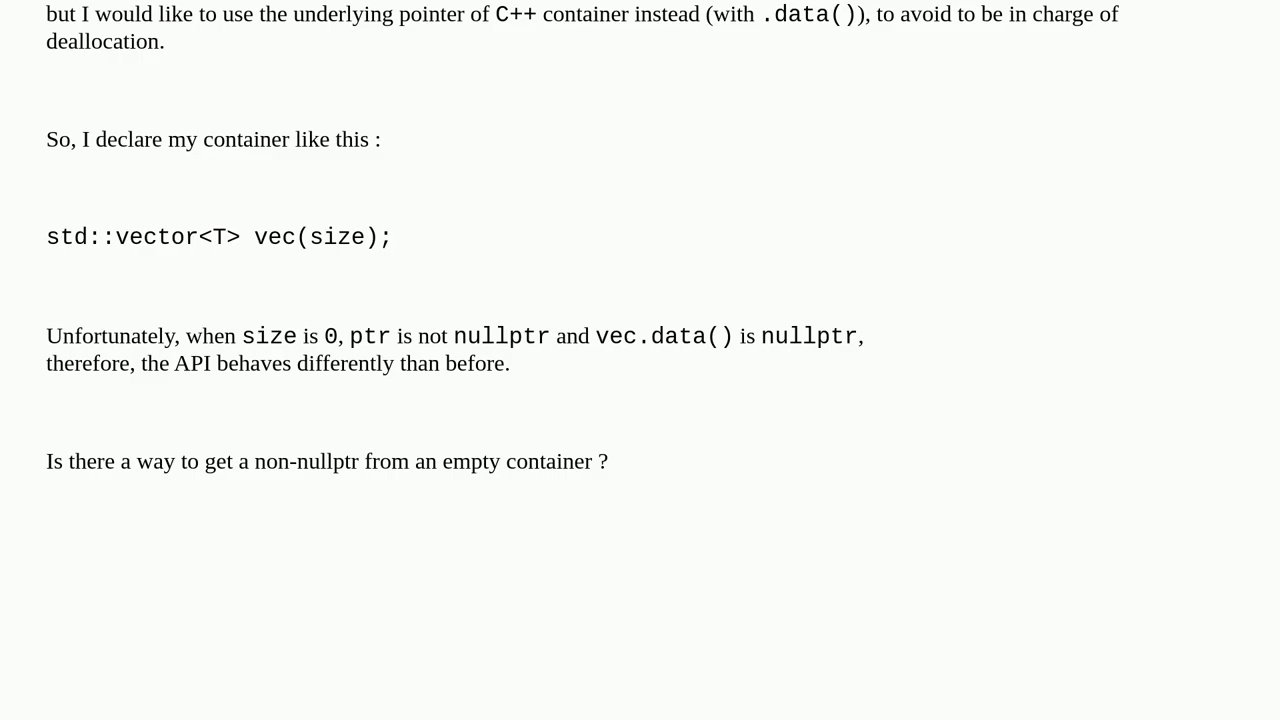 but I would like to use the underlying pointer of C++ container instead (with .data()), to avoid to be in charge of
deallocation.
So, I declare my container like this :
std::vector<T> vec(size);
Unfortunately, when size is 0, ptr is not nullptr and vec.data() is nullptr,
therefore, the API behaves differently than before.
Is there a way to get a non-nullptr from an empty container ?